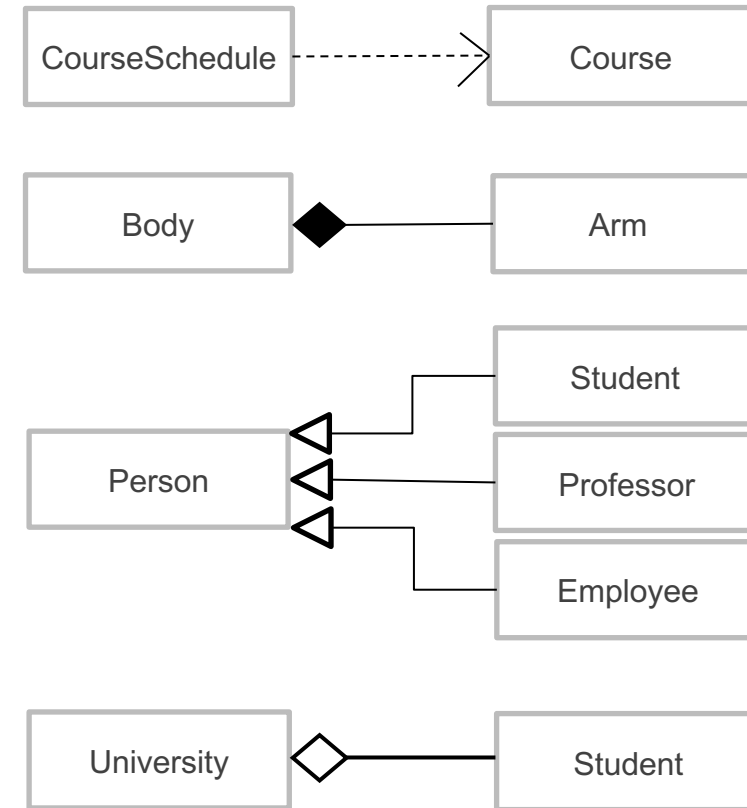 CourseSchedule
Course
Body
Arm
Student
Person
Professor
Employee
University
Student